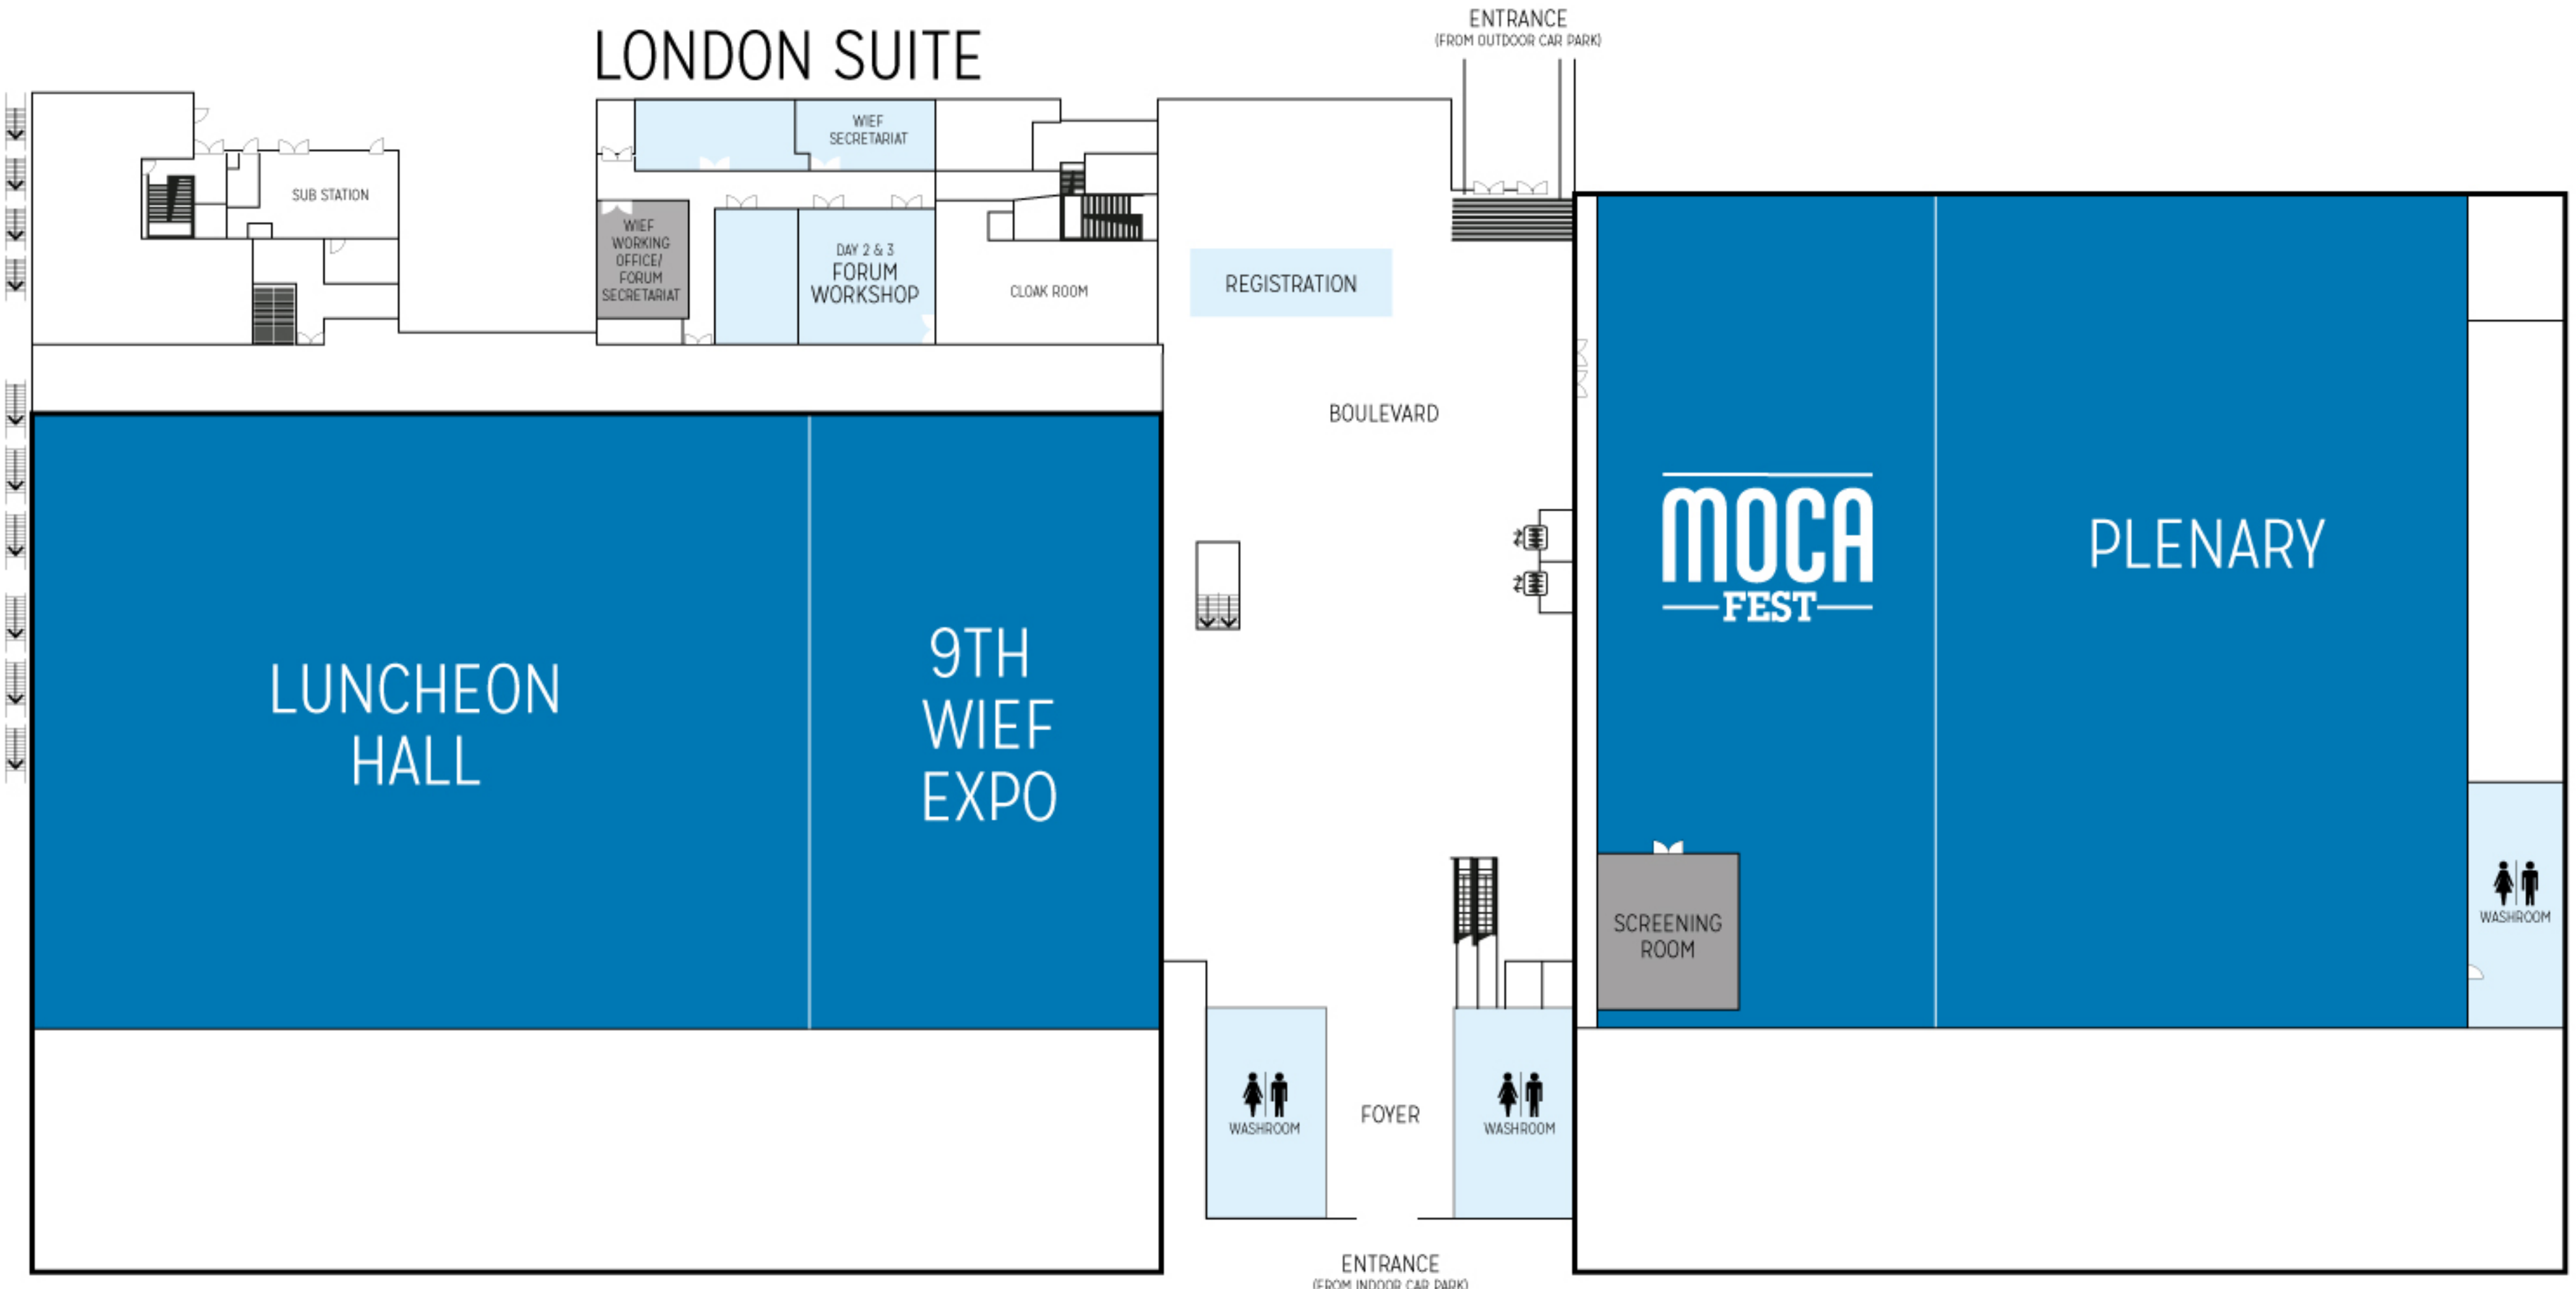 LONDON SUITE
ENTRANCE
(FROM OUTDOOR CAR PARK)
SUB STATION
WIEF
SECRETARIAT
WIEF
WORKING
OFFICE/
FORUM
SECRETARIAT
DAY 2 & 3
FORUM
WORKSHOP
CLOAK ROOM
REGISTRATION
BOULEVARD
LUNCHEON
HALL
9TH
WIEF
EXPO
MOCA
FEST
PLENARY
SCREENING
ROOM
WASHROOM
WASHROOM
FOYER
WASHROOM
ENTRANCE
(FROM INDOOR CAR PARK)